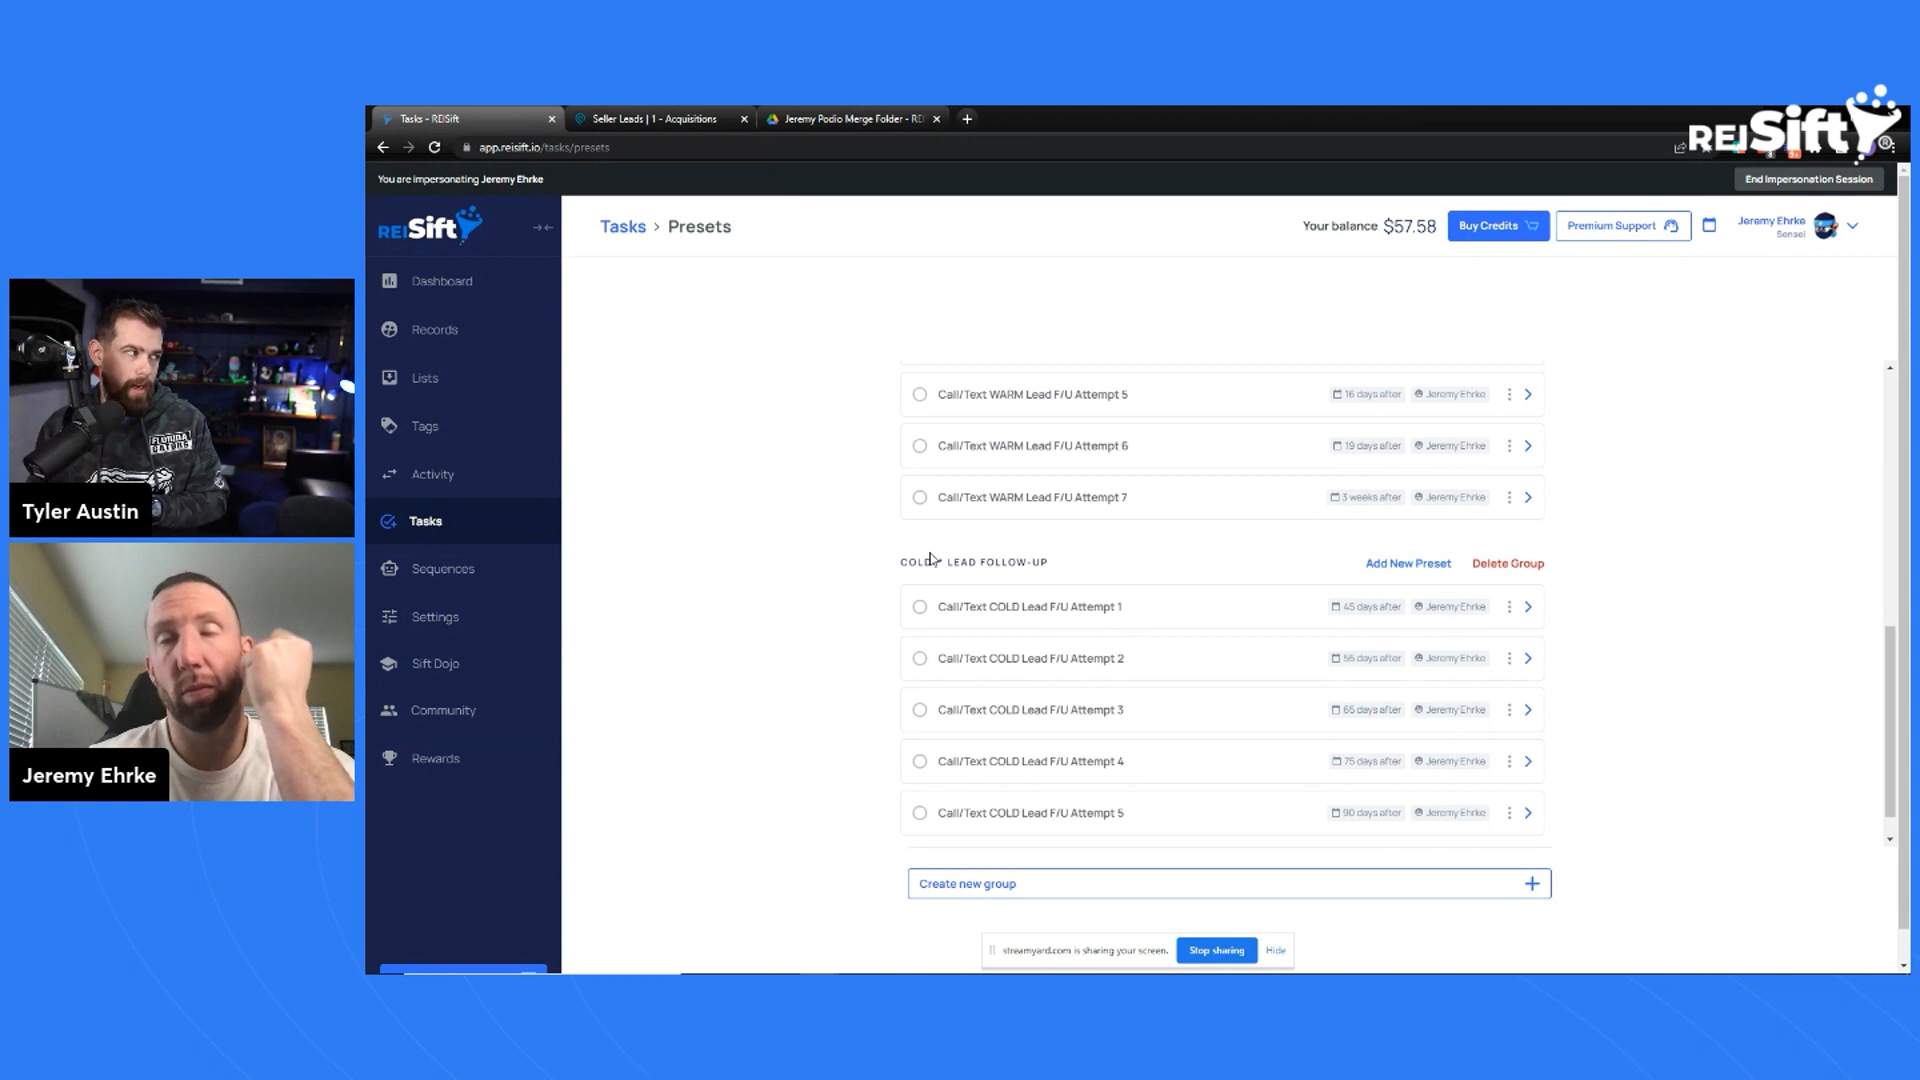 Tasks - REISift
Seller Leads | 1 - Acquisitions
Jeremy Podio Merge Folder - RE
app.reisift.io/tasks/presets
REISift
You are impersonating Jeremy Ehrke
End Impersonation Session
REISift
Tasks > Presets
Your balance $57.58
Buy Credits
Premium Support
Jeremy Ehrke
Sensei
Dashboard
Records
Lists
Tags
Activity
Tasks
Sequences
Settings
Sift Dojo
Community
Rewards
Call/Text WARM Lead F/U Attempt 5
16 days after
Jeremy Ehrke
Call/Text WARM Lead F/U Attempt 6
19 days after
Jeremy Ehrke
Call/Text WARM Lead F/U Attempt 7
3 weeks after
Jeremy Ehrke
COLD - LEAD FOLLOW-UP
Add New Preset
Delete Group
Call/Text COLD Lead F/U Attempt 1
45 days after
Jeremy Ehrke
Call/Text COLD Lead F/U Attempt 2
55 days after
Jeremy Ehrke
Call/Text COLD Lead F/U Attempt 3
65 days after
Jeremy Ehrke
Call/Text COLD Lead F/U Attempt 4
75 days after
Jeremy Ehrke
Call/Text COLD Lead F/U Attempt 5
90 days after
Jeremy Ehrke
Create new group
streamyard.com is sharing your screen.
Stop sharing
Hide
FLORIDA
GATORS
Tyler Austin
Jeremy Ehrke